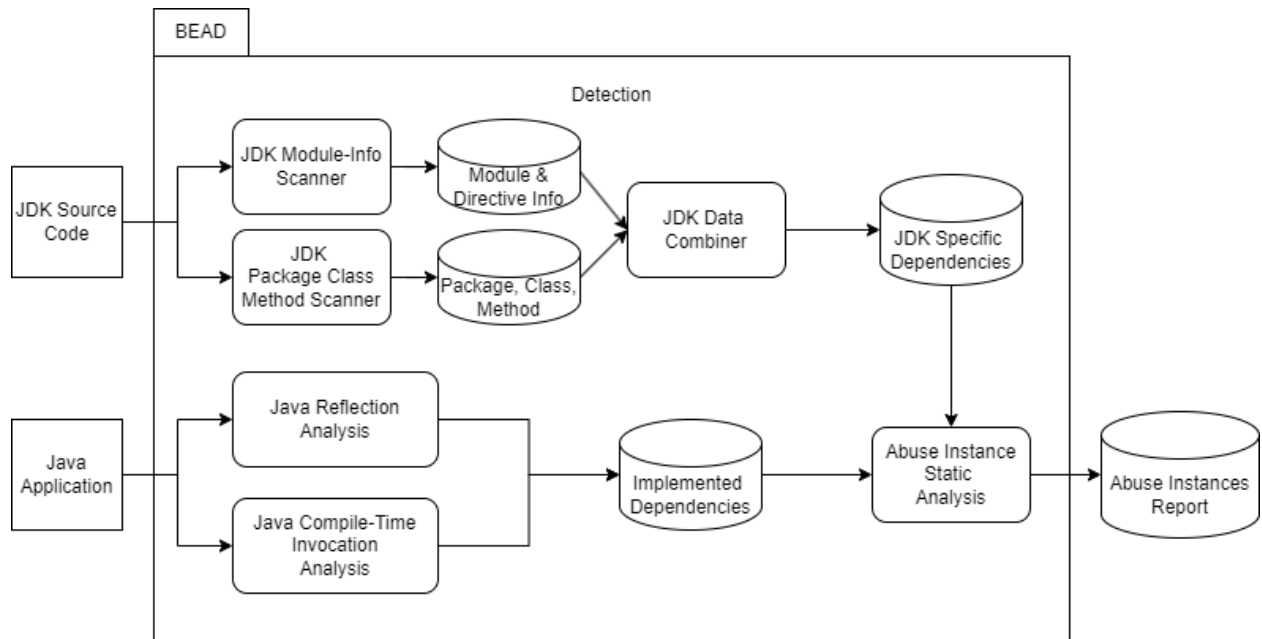 BEAD
Detection
JDK Source
Code
JDK Module-Info
Scanner
Module &
Directive Info
JDK
Package Class
Method Scanner
Package, Class,
Method
JDK Data
Combiner
JDK Specific
Dependencies
Java
Application
Java Reflection
Analysis
Java Compile-Time
Invocation
Analysis
Implemented
Dependencies
Abuse Instance
Static
Analysis
Abuse Instances
Report